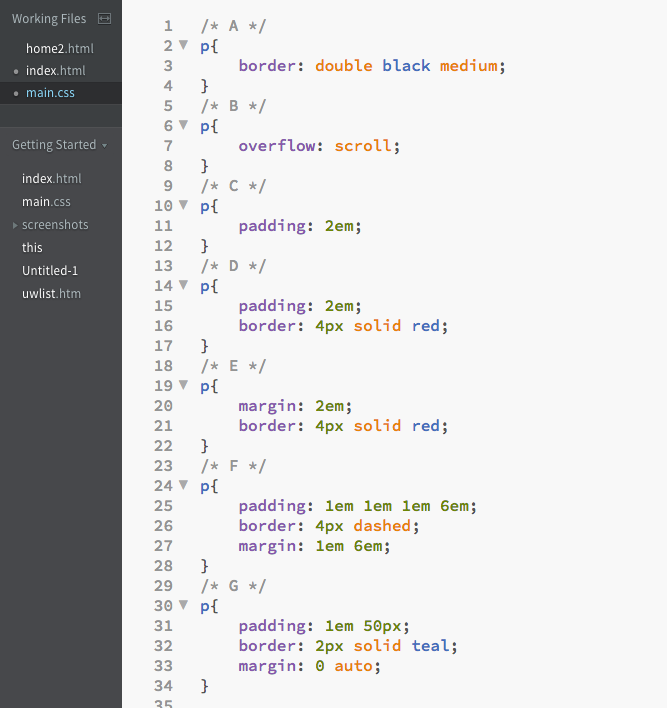 Working Files
home2.html
index.html
main.css
Getting Started
index.html
main.css
screenshots
this
Untitled-1
uwlist.htm
1 /* A */
2 p{
3 border: double black medium;
4 }
5 /* B */
6 p{
7 overflow: scroll;
8 }
9 /* C */
10 p{
11 padding: 2em;
12 }
13 /* D */
14 p{
15 padding: 2em;
16 border: 4px solid red;
17 }
18 /* E */
19 p{
20 margin: 2em;
21 border: 4px solid red;
22 }
23 /* F */
24 p{
25 padding: 1em 1em 1em 6em;
26 border: 4px dashed;
27 margin: 1em 6em;
28 }
29 /* G */
30 p{
31 padding: 1em 50px;
32 border: 2px solid teal;
33 margin: 0 auto;
34 }
35